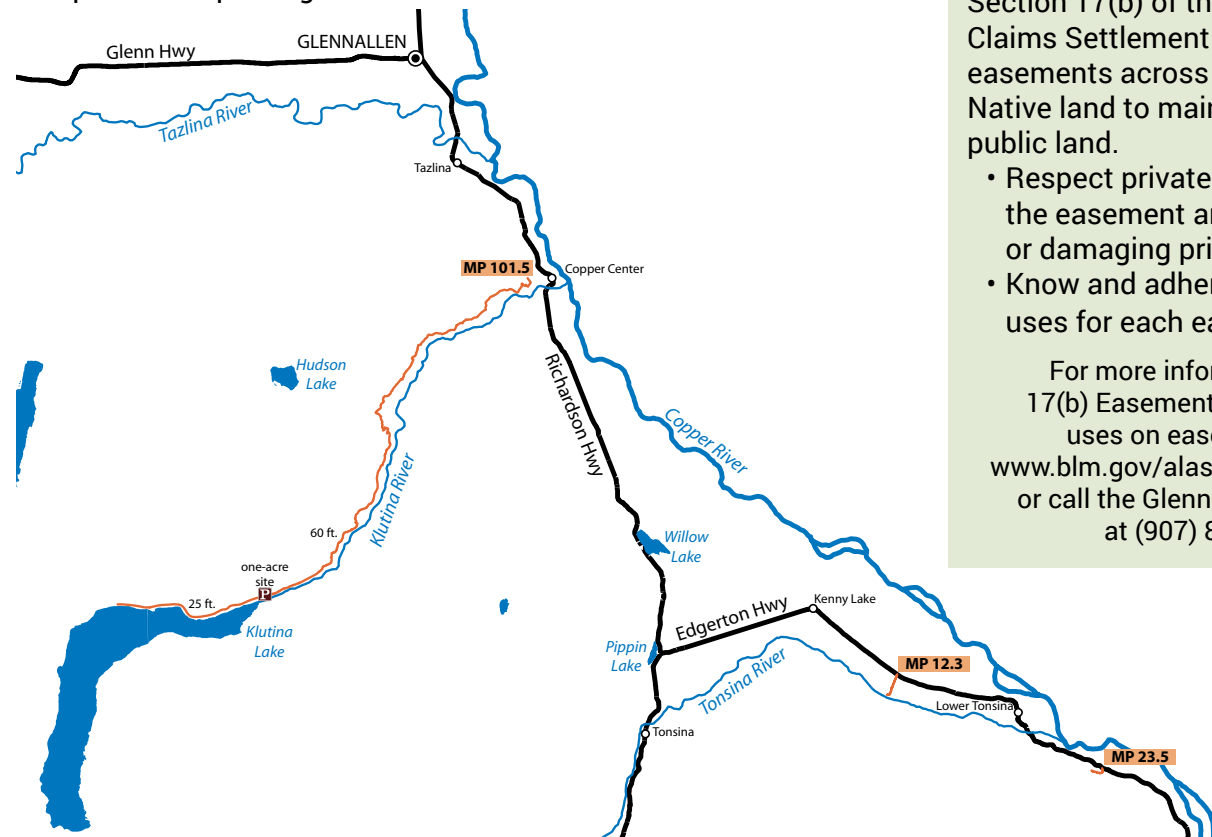 GLENNALLEN
Glenn Hwy
Tazlina River
Tazlina
MP 101.5
Copper Center
Hudson
Lake
Richardson Hwy
Copper River
Klutina River
60 ft.
Willow
Lake
one-acre
site
P
25 ft.
Klutina
Lake
Edgerton Hwy
Kenny Lake
Pippin
Lake
Tonsina River
MP 12.3
Lower Tonsina
Tonsina
MP 23.5
Section 17(b) of th
Claims Settlement
easements across
Native land to main
public land.
• Respect private
the easement a
or damaging pri
• Know and adher
uses for each ea
For more infor
17(b) Easement
uses on ease
www.blm.gov/alas
or call the Glenn
at (907) 8